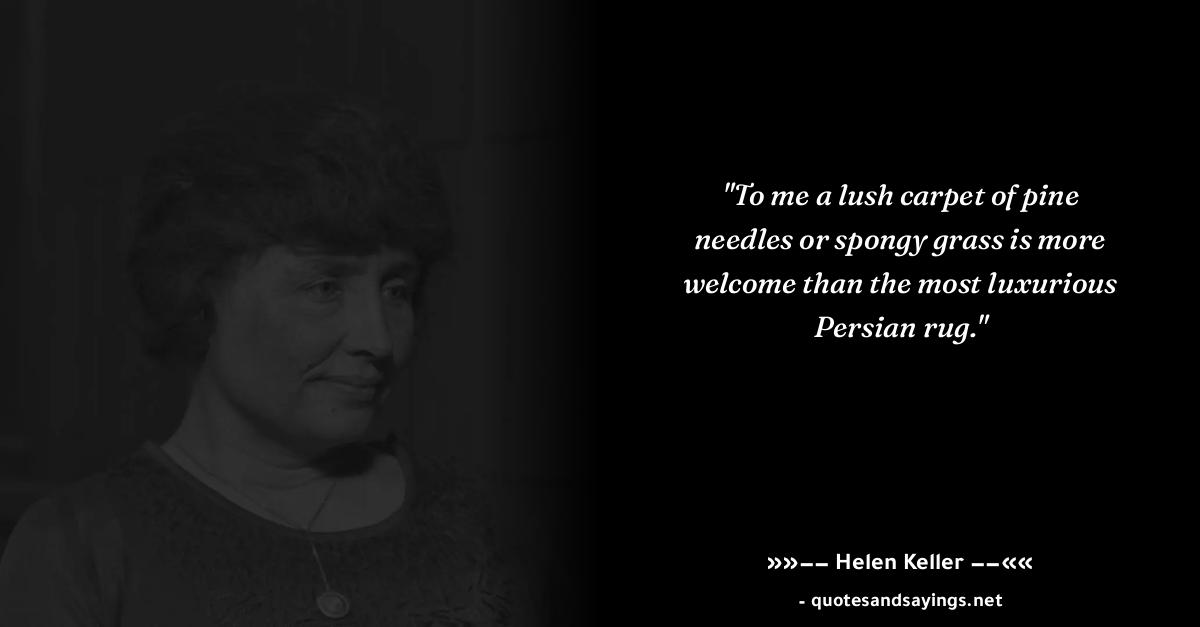 "To me a lush carpet of pine
needles or spongy grass is more
welcome than the most luxurious
Persian rug."
»»−− Helen Keller −−««
- quotesandsayings.net